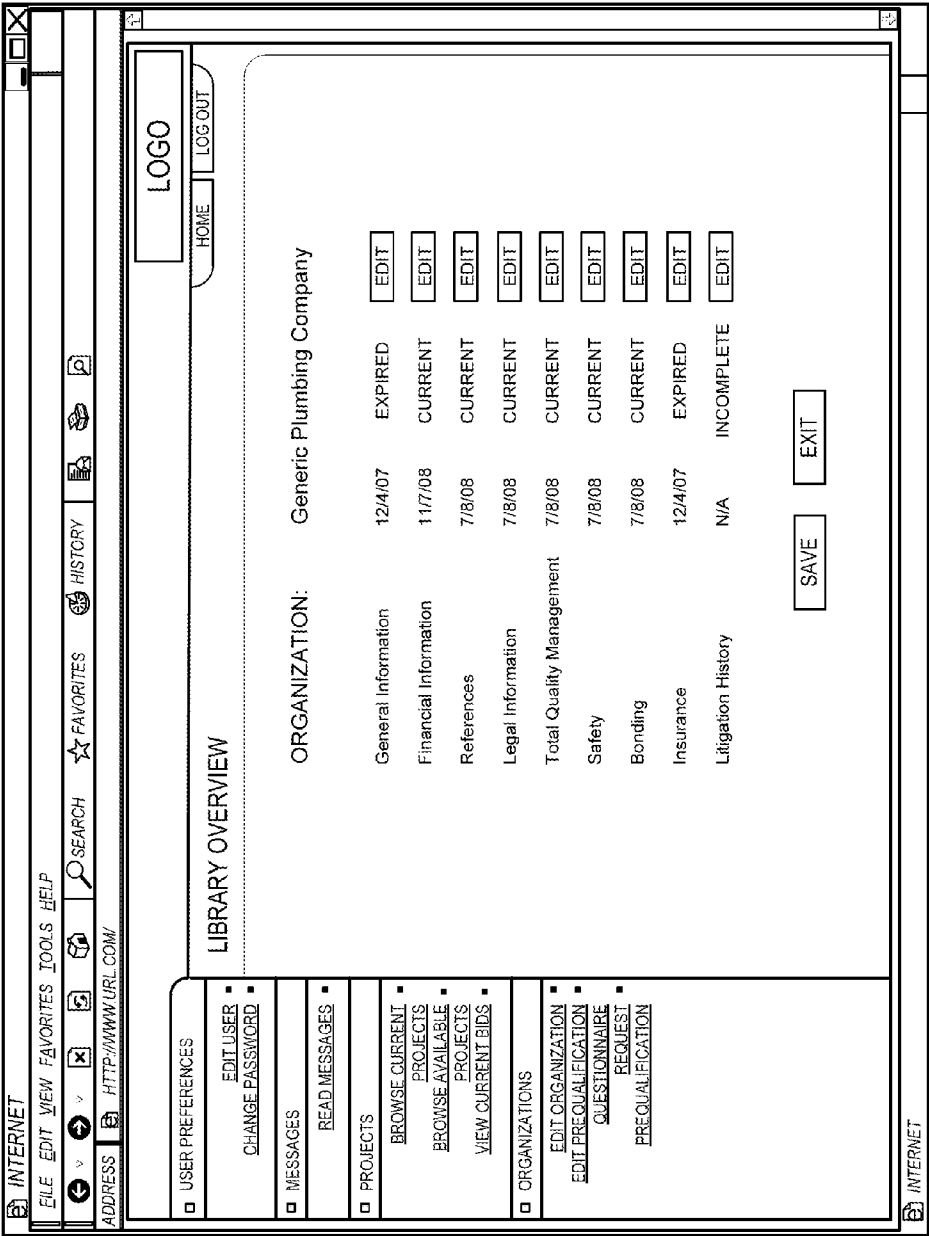 INTERNET
FILE EDIT VIEW FAVORITES TOOLS HELP
SEARCH FAVORITES HISTORY
ADDRESS HTTP://WWW.URL.COM/
LOGO
HOME LOG OUT
USER PREFERENCES
EDIT USER
CHANGE PASSWORD
MESSAGES
READ MESSAGES
PROJECTS
BROWSE CURRENT
PROJECTS
BROWSE AVAILABLE
PROJECTS
VIEW CURRENT BIDS
ORGANIZATIONS
EDIT ORGANIZATION
EDIT PREQUALIFICATION
QUESTIONNAIRE
REQUEST
PREQUALIFICATION
LIBRARY OVERVIEW
ORGANIZATION: Generic Plumbing Company
General Information 12/4/07 EXPIRED EDIT
Financial Information 11/7/08 CURRENT EDIT
References 7/8/08 CURRENT EDIT
Legal Information 7/8/08 CURRENT EDIT
Total Quality Management 7/8/08 CURRENT EDIT
Safety 7/8/08 CURRENT EDIT
Bonding 7/8/08 CURRENT EDIT
Insurance 12/4/07 EXPIRED EDIT
Litigation History N/A INCOMPLETE EDIT
SAVE EXIT
INTERNET